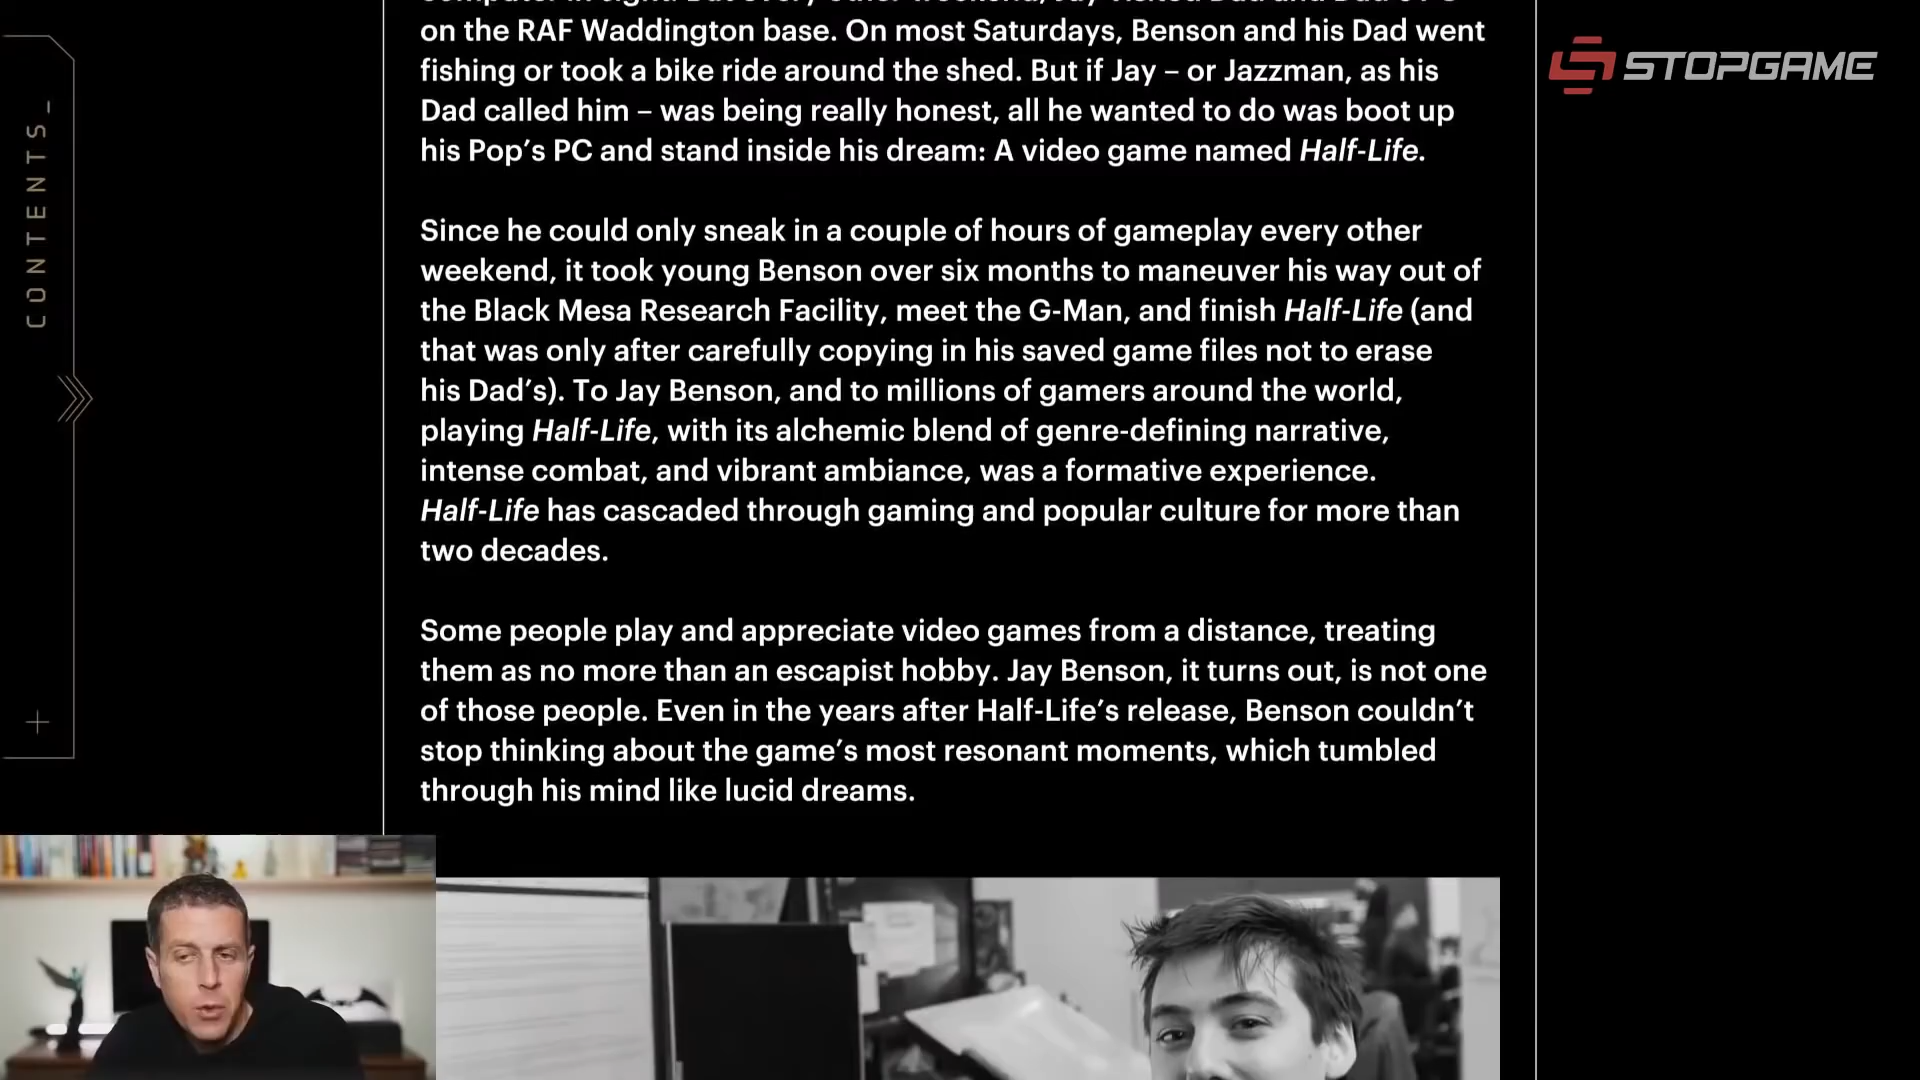 on the RAF Waddington base. On most Saturdays, Benson and his Dad went
fishing or took a bike ride around the shed. But if Jay – or Jazzman, as his
Dad called him – was being really honest, all he wanted to do was boot up
his Pop’s PC and stand inside his dream: A video game named Half-Life.
Since he could only sneak in a couple of hours of gameplay every other
weekend, it took young Benson over six months to maneuver his way out of
the Black Mesa Research Facility, meet the G-Man, and finish Half-Life (and
that was only after carefully copying in his saved game files not to erase
his Dad’s). To Jay Benson, and to millions of gamers around the world,
playing Half-Life, with its alchemic blend of genre-defining narrative,
intense combat, and vibrant ambiance, was a formative experience.
Half-Life has cascaded through gaming and popular culture for more than
two decades.
Some people play and appreciate video games from a distance, treating
them as no more than an escapist hobby. Jay Benson, it turns out, is not one
of those people. Even in the years after Half-Life’s release, Benson couldn’t
stop thinking about the game’s most resonant moments, which tumbled
through his mind like lucid dreams.
CONTENTS_
STOPGAME